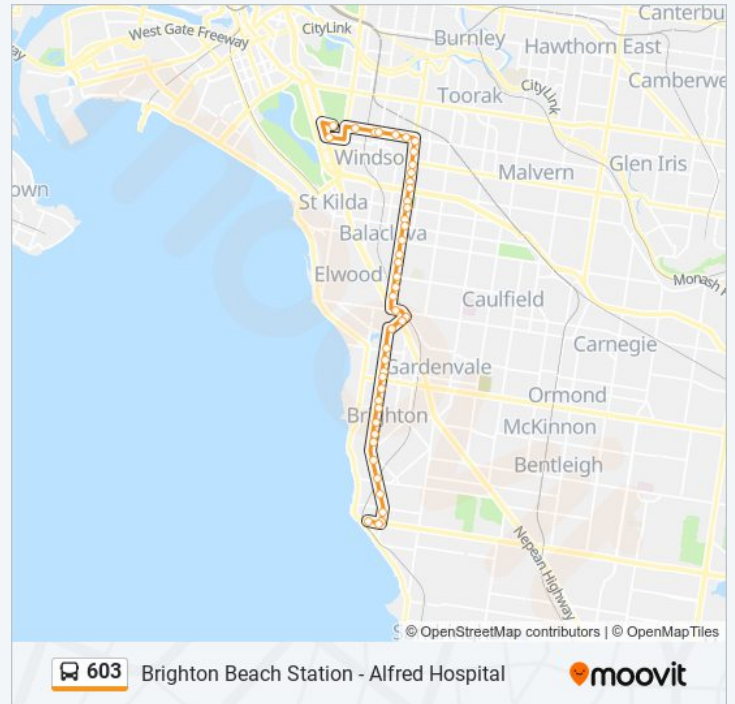 Canterbu
CityLink
West Gate Freeway
Burnley
Hawthorn East
way
CityLink
Camberwe
Toorak
Windso
Malvern
Glen Iris
own
St Kilda
Balaclava
Elwood
Monash F
Caulfield
Carnegie
Gardenvale
Ormond
Brighton
McKinnon
Bentleigh
Nepean Highway
S
© OpenStreetMap contributors | © OpenMapTiles
603 Brighton Beach Station - Alfred Hospital
moovit